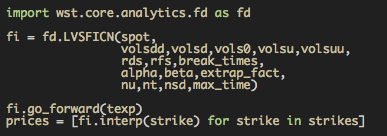 import wst.core.analytics.fd as fd
fi = fd.LVSFICN(spot,
volsdd,volsd,vols0,volsu,volsuu,
rds,rfs,break_times,
alpha,beta,extrap_fact,
nu,nt,nsd,max_time)
fi.go_forward(texp)
prices = [fi.interp(strike) for strike in strikes]